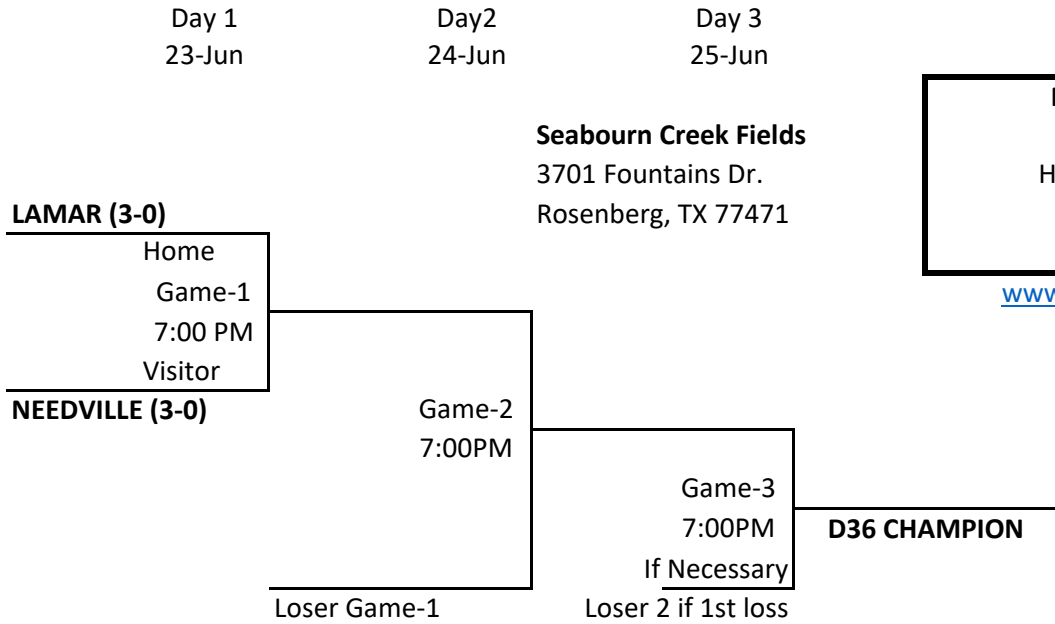 Day 1 Day2 Day 3
23-Jun 24-Jun 25-Jun
Seabourn Creek Fields
3701 Fountains Dr.
Rosenberg, TX 77471
LAMAR (3-0)
Home
Game-1
7:00 PM
Visitor
NEEDVILLE (3-0)
Game-2
7:00PM
Game-3
7:00PM
If Necessary
D36 CHAMPION
Loser Game-1
Loser 2 if 1st loss